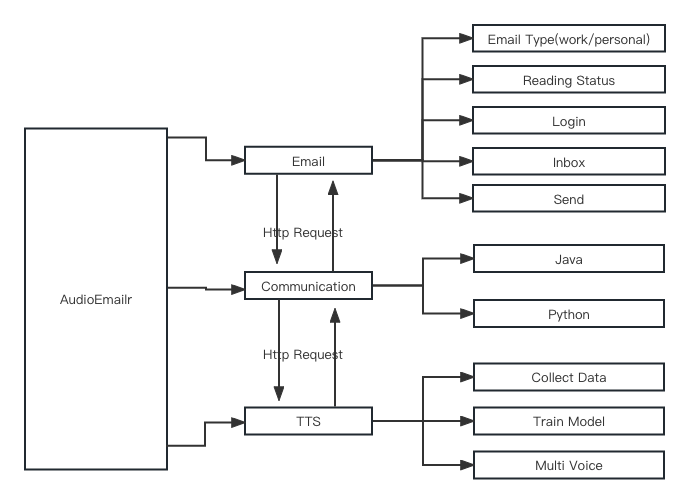 Email Type(work/personal)
Reading Status
Login
Email
Inbox
Send
Http Request
Java
Communication
AudioEmailr
Python
Http Request
Collect Data
TTS
Train Model
Multi Voice